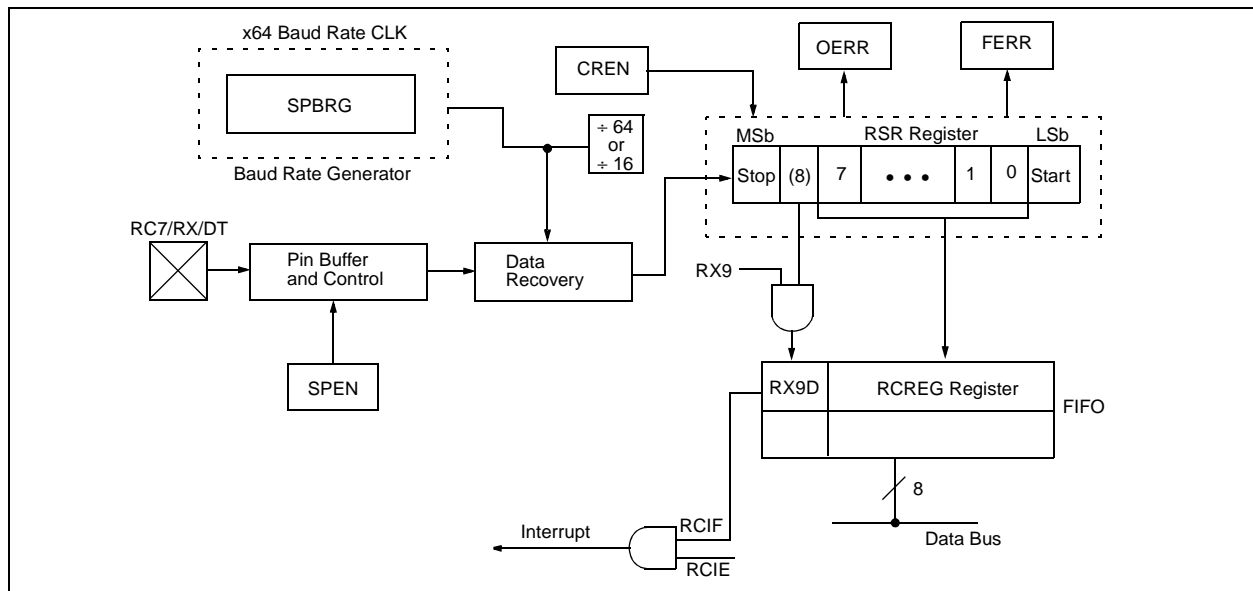 x64 Baud Rate CLK
SPBRG
Baud Rate Generator
CREN
OERR
FERR
÷ 64
or
÷ 16
MSb
RSR Register
LSb
Stop
(8)
7
• • •
1
0
Start
RC7/RX/DT
Pin Buffer
and Control
Data
Recovery
SPEN
RX9
RX9D
RCREG Register
FIFO
8
Data Bus
Interrupt
RCIF
RCIE